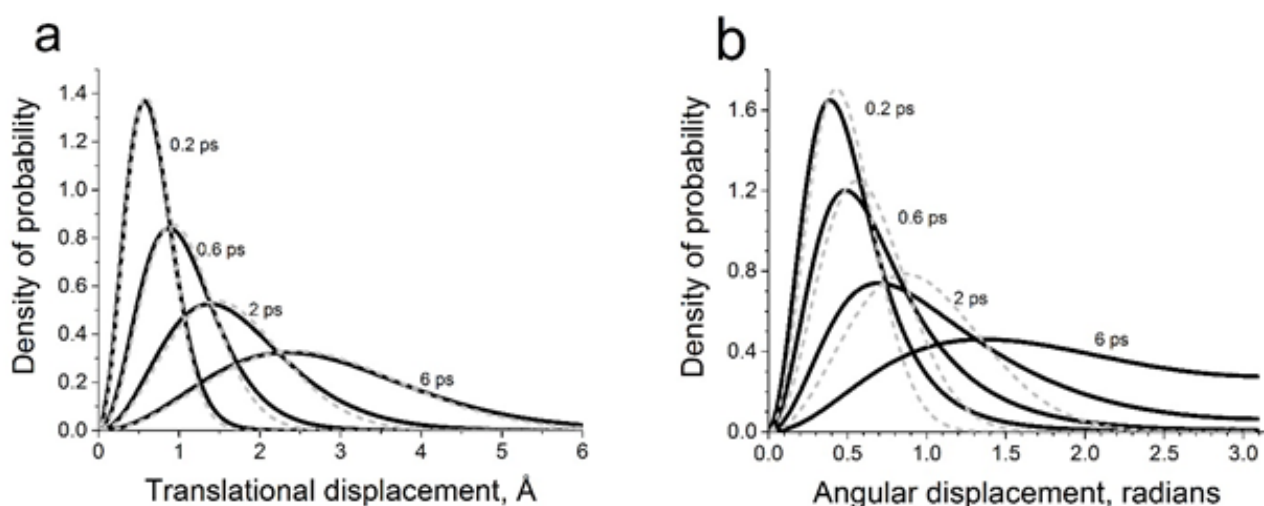 a
Density of probability
1.4
1.2
1.0
0.8
0.6
0.4
0.2
0.0
0.2 ps
0.6 ps
2 ps
6 ps
0 1 2 3 4 5 6
Translational displacement, Å
b
Density of probability
1.6
1.2
0.8
0.4
0.0
0.2 ps
0.6 ps
2 ps
6 ps
0.0 0.5 1.0 1.5 2.0 2.5 3.0
Angular displacement, radians